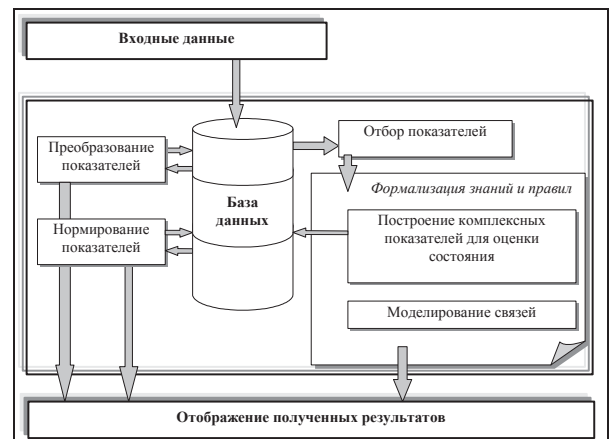 Входные данные
Преобразование
показателей
Отбор показателей
База
данных
Формализация знаний и правил
Нормирование
показателей
Построение комплексных
показателей для оценки
состояния
Моделирование связей
Отображение полученных результатов